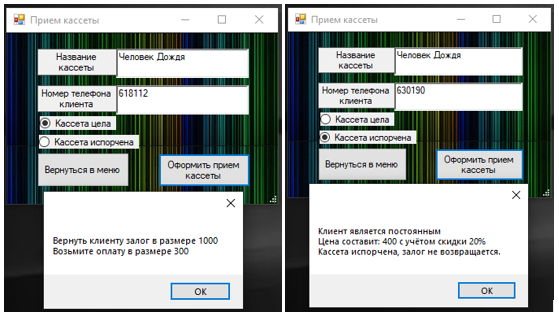 Прием кассеты
Название
кассеты
Человек Дождя
Номер телефона
клиента
618112
Кассета цела
Кассета испорчена
Вернуться в меню
Оформить прием
кассеты
Вернуть клиенту залог в размере 1000
Возьмите оплату в размере 300
OK
Прием кассеты
Название
кассеты
Человек Дождя
Номер телефона
клиента
630190
Кассета цела
Кассета испорчена
Вернуться в меню
Оформить прием
кассеты
Клиент является постоянным
Цена составит: 400 с учётом скидки 20%
Кассета испорчена, залог не возвращается.
OK